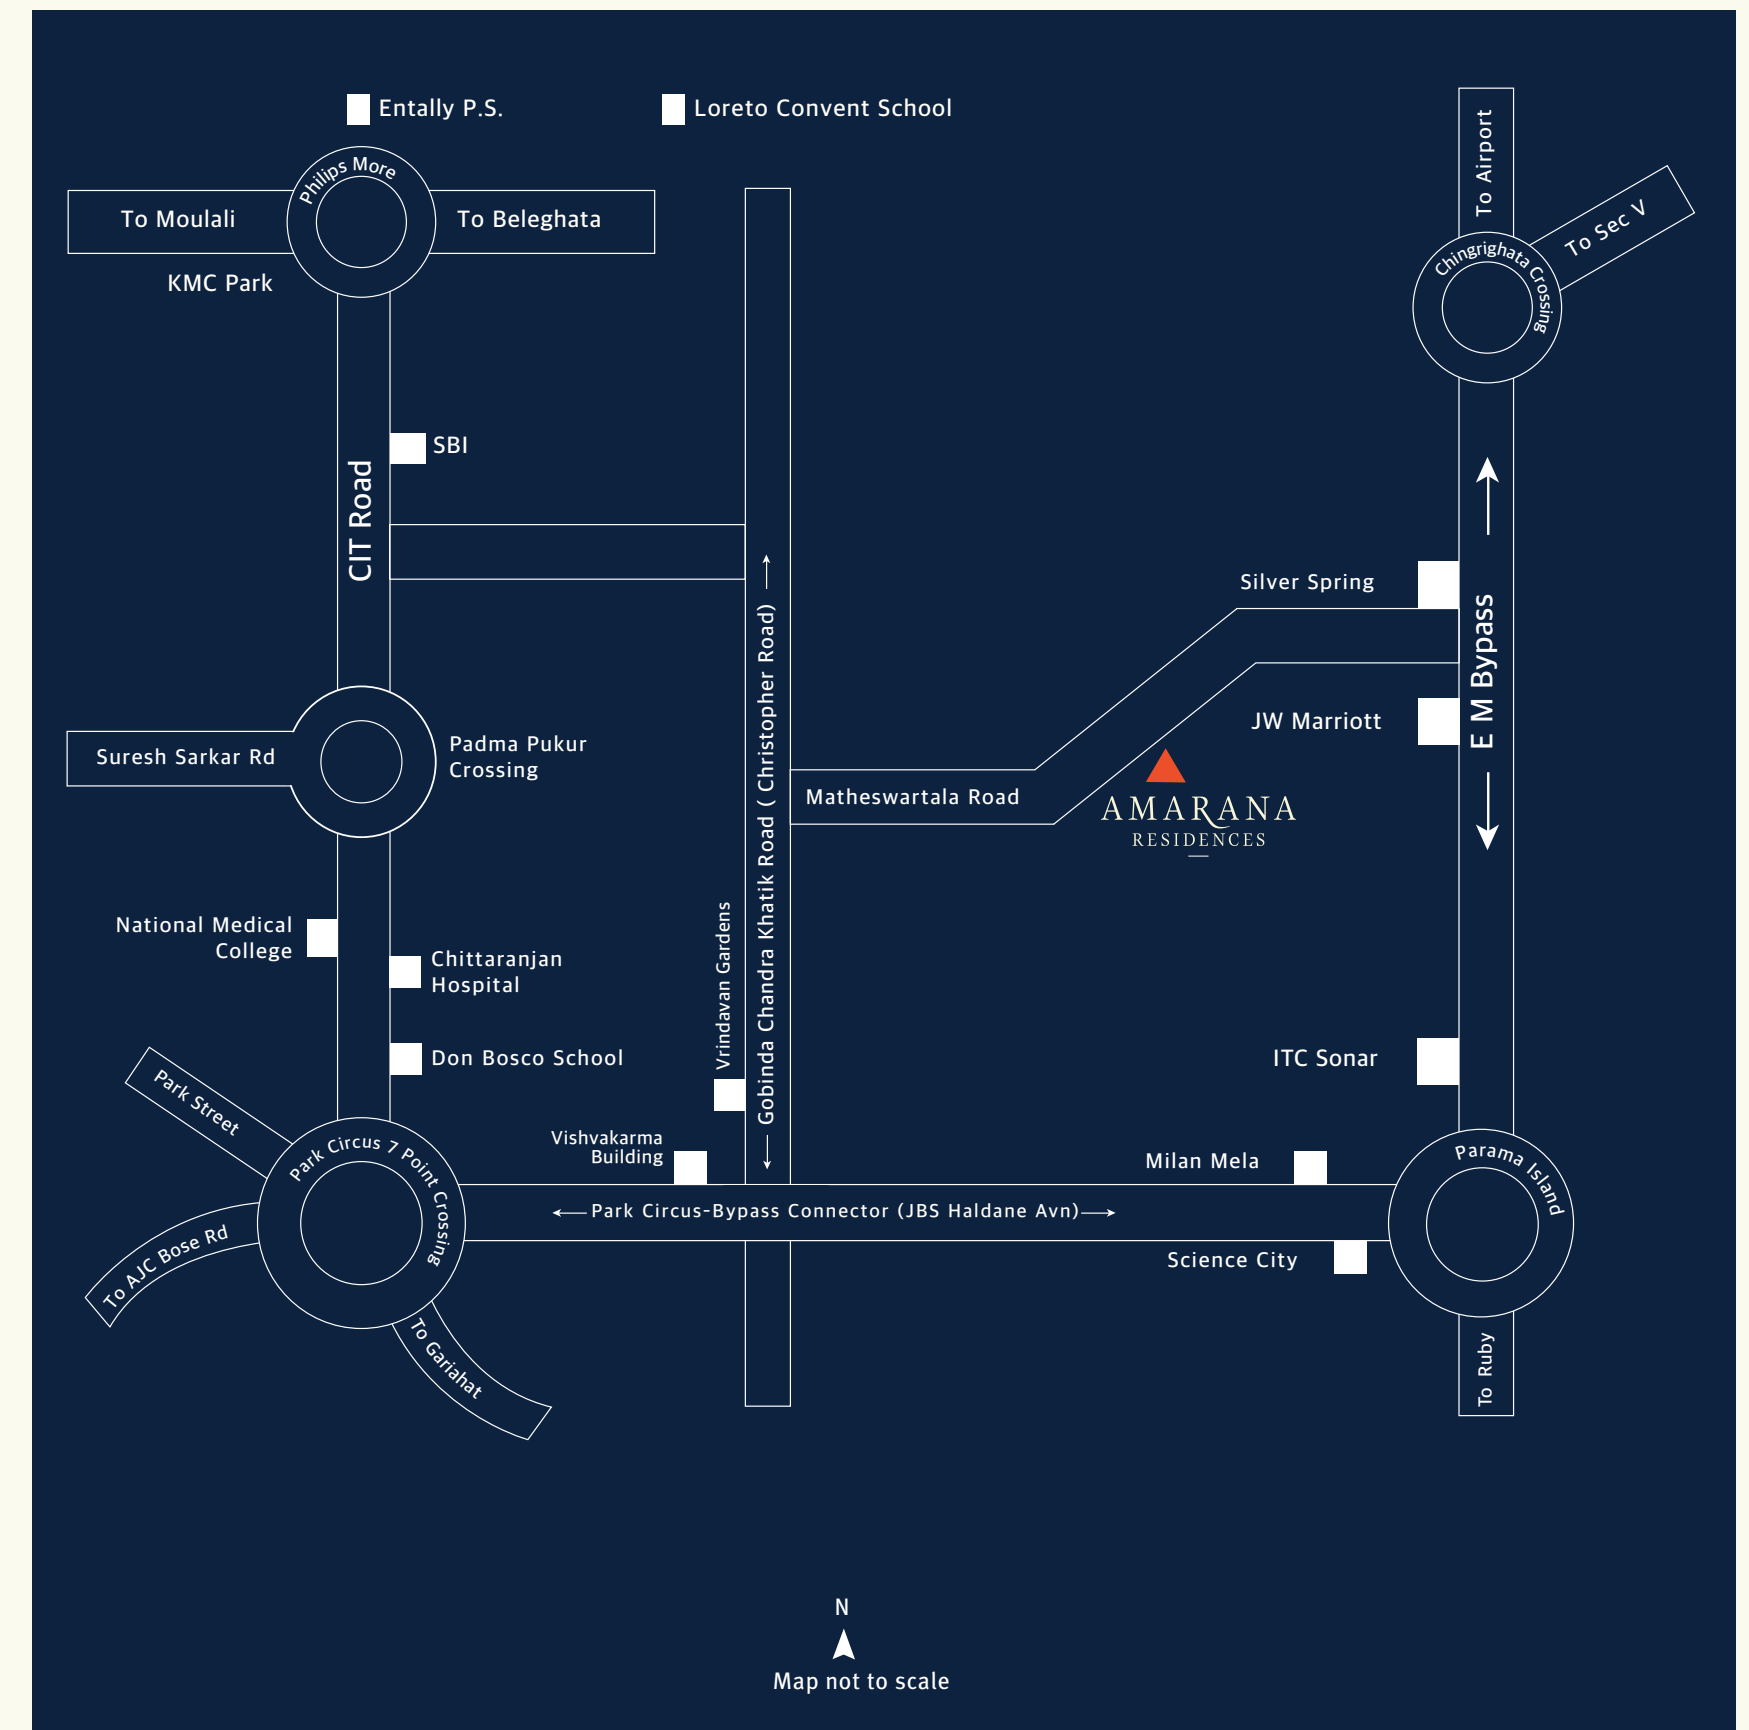 Entally P.S.
Loreto Convent School
Philips More
To Moulali
To Beleghata
KMC Park
To Airport
To Sec V
Chingrighata Crossing
SBI
CIT Road
Silver Spring
E M Bypass
JW Marriott
Suresh Sarkar Rd
Padma Pukur
Crossing
Gobinda Chandra Khatik Road ( Christopher Road)
Matheswartala Road
AMARANA
RESIDENCES
National Medical
College
Chittaranjan
Hospital
Vrindavan Gardens
Don Bosco School
ITC Sonar
Park Street
Park Circus 7 Point Crossing
Vishvakarma
Building
Milan Mela
Parama Island
Park Circus-Bypass Connector (JBS Haldane Avn)
To AJC Bose Rd
Science City
To Gariahat
To Ruby
N
Map not to scale